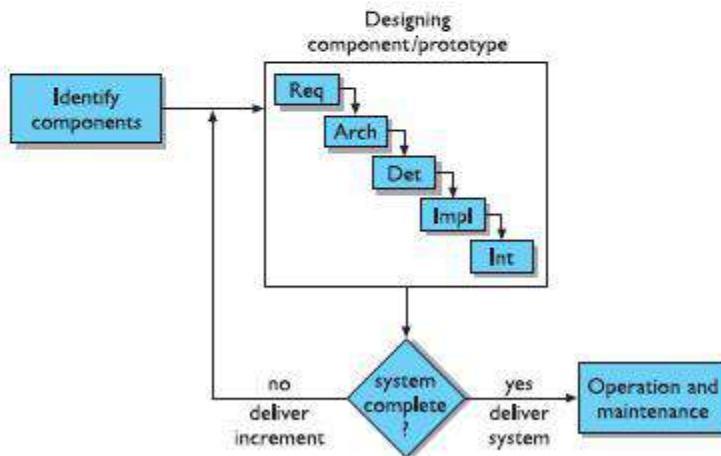 Designing
component/prototype
Identify
components
Req
Arch
Det
Impl
Int
no
deliver
increment
system
complete
?
yes
deliver
system
Operation and
maintenance